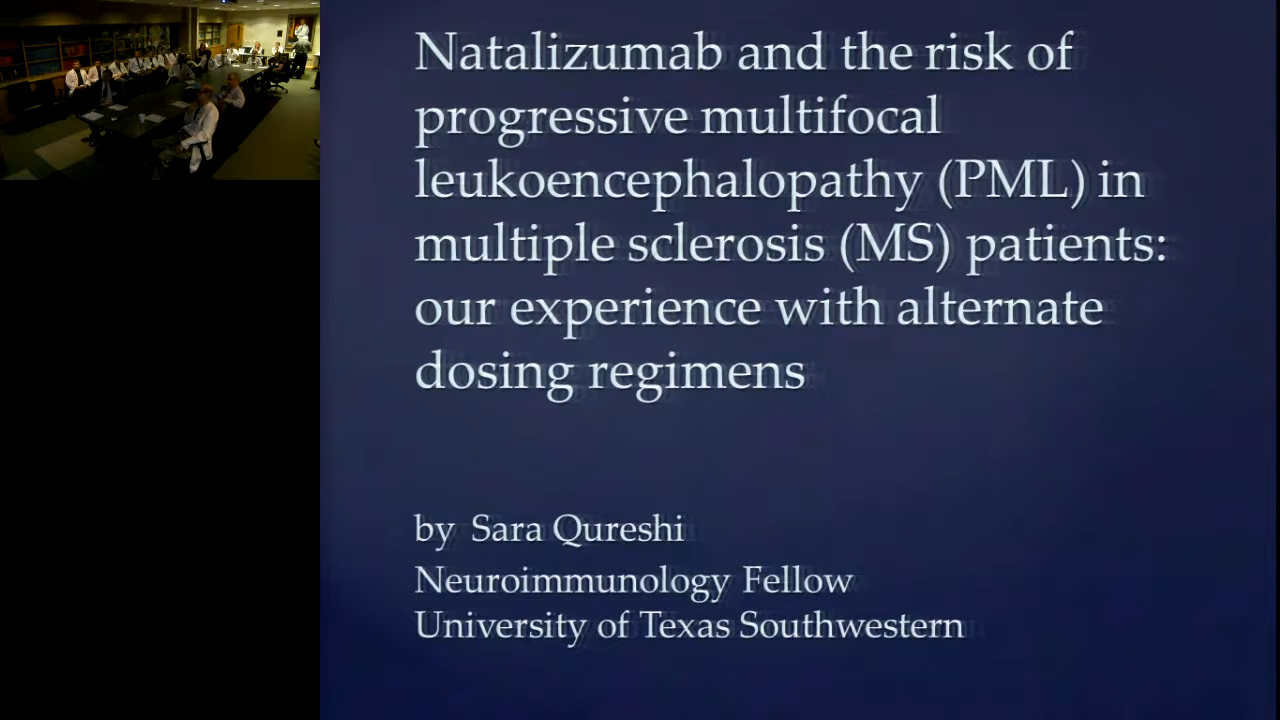 Natalizumab and the risk of
progressive multifocal
leukoencephalopathy (PML) in
multiple sclerosis (MS) patients:
our experience with alternate
dosing regimens
by Sara Qureshi
Neuroimmunology Fellow
University of Texas Southwestern